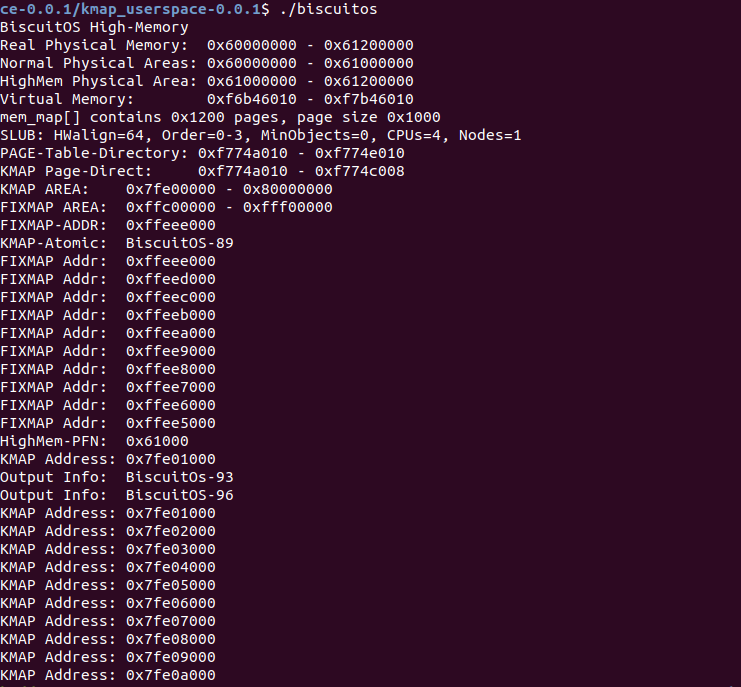 ce-0.0.1/kmap_userspace-0.0.1$ ./biscuitos
BiscuitOS High-Memory
Real Physical Memory:  0x60000000 - 0x61200000
Normal Physical Areas: 0x60000000 - 0x61000000
HighMem Physical Area: 0x61000000 - 0x61200000
Virtual Memory:        0xf6b46010 - 0xf7b46010
mem_map[] contains 0x1200 pages, page size 0x1000
SLUB: HWalign=64, Order=0-3, MinObjects=0, CPUs=4, Nodes=1
PAGE-Table-Directory: 0xf774a010 - 0xf774e010
KMAP Page-Direct:     0xf774a010 - 0xf774c008
KMAP AREA:    0x7fe00000 - 0x80000000
FIXMAP AREA:  0xffc00000 - 0xfff00000
FIXMAP-ADDR:  0xffeee000
KMAP-Atomic:  BiscuitOS-89
FIXMAP Addr:  0xffeee000
FIXMAP Addr:  0xffeed000
FIXMAP Addr:  0xffeec000
FIXMAP Addr:  0xffeeb000
FIXMAP Addr:  0xffeea000
FIXMAP Addr:  0xffee9000
FIXMAP Addr:  0xffee8000
FIXMAP Addr:  0xffee7000
FIXMAP Addr:  0xffee6000
FIXMAP Addr:  0xffee5000
HighMem-PFN:  0x61000
KMAP Address: 0x7fe01000
Output Info:  BiscuitOs-93
Output Info:  BiscuitOS-96
KMAP Address: 0x7fe01000
KMAP Address: 0x7fe02000
KMAP Address: 0x7fe03000
KMAP Address: 0x7fe04000
KMAP Address: 0x7fe05000
KMAP Address: 0x7fe06000
KMAP Address: 0x7fe07000
KMAP Address: 0x7fe08000
KMAP Address: 0x7fe09000
KMAP Address: 0x7fe0a000